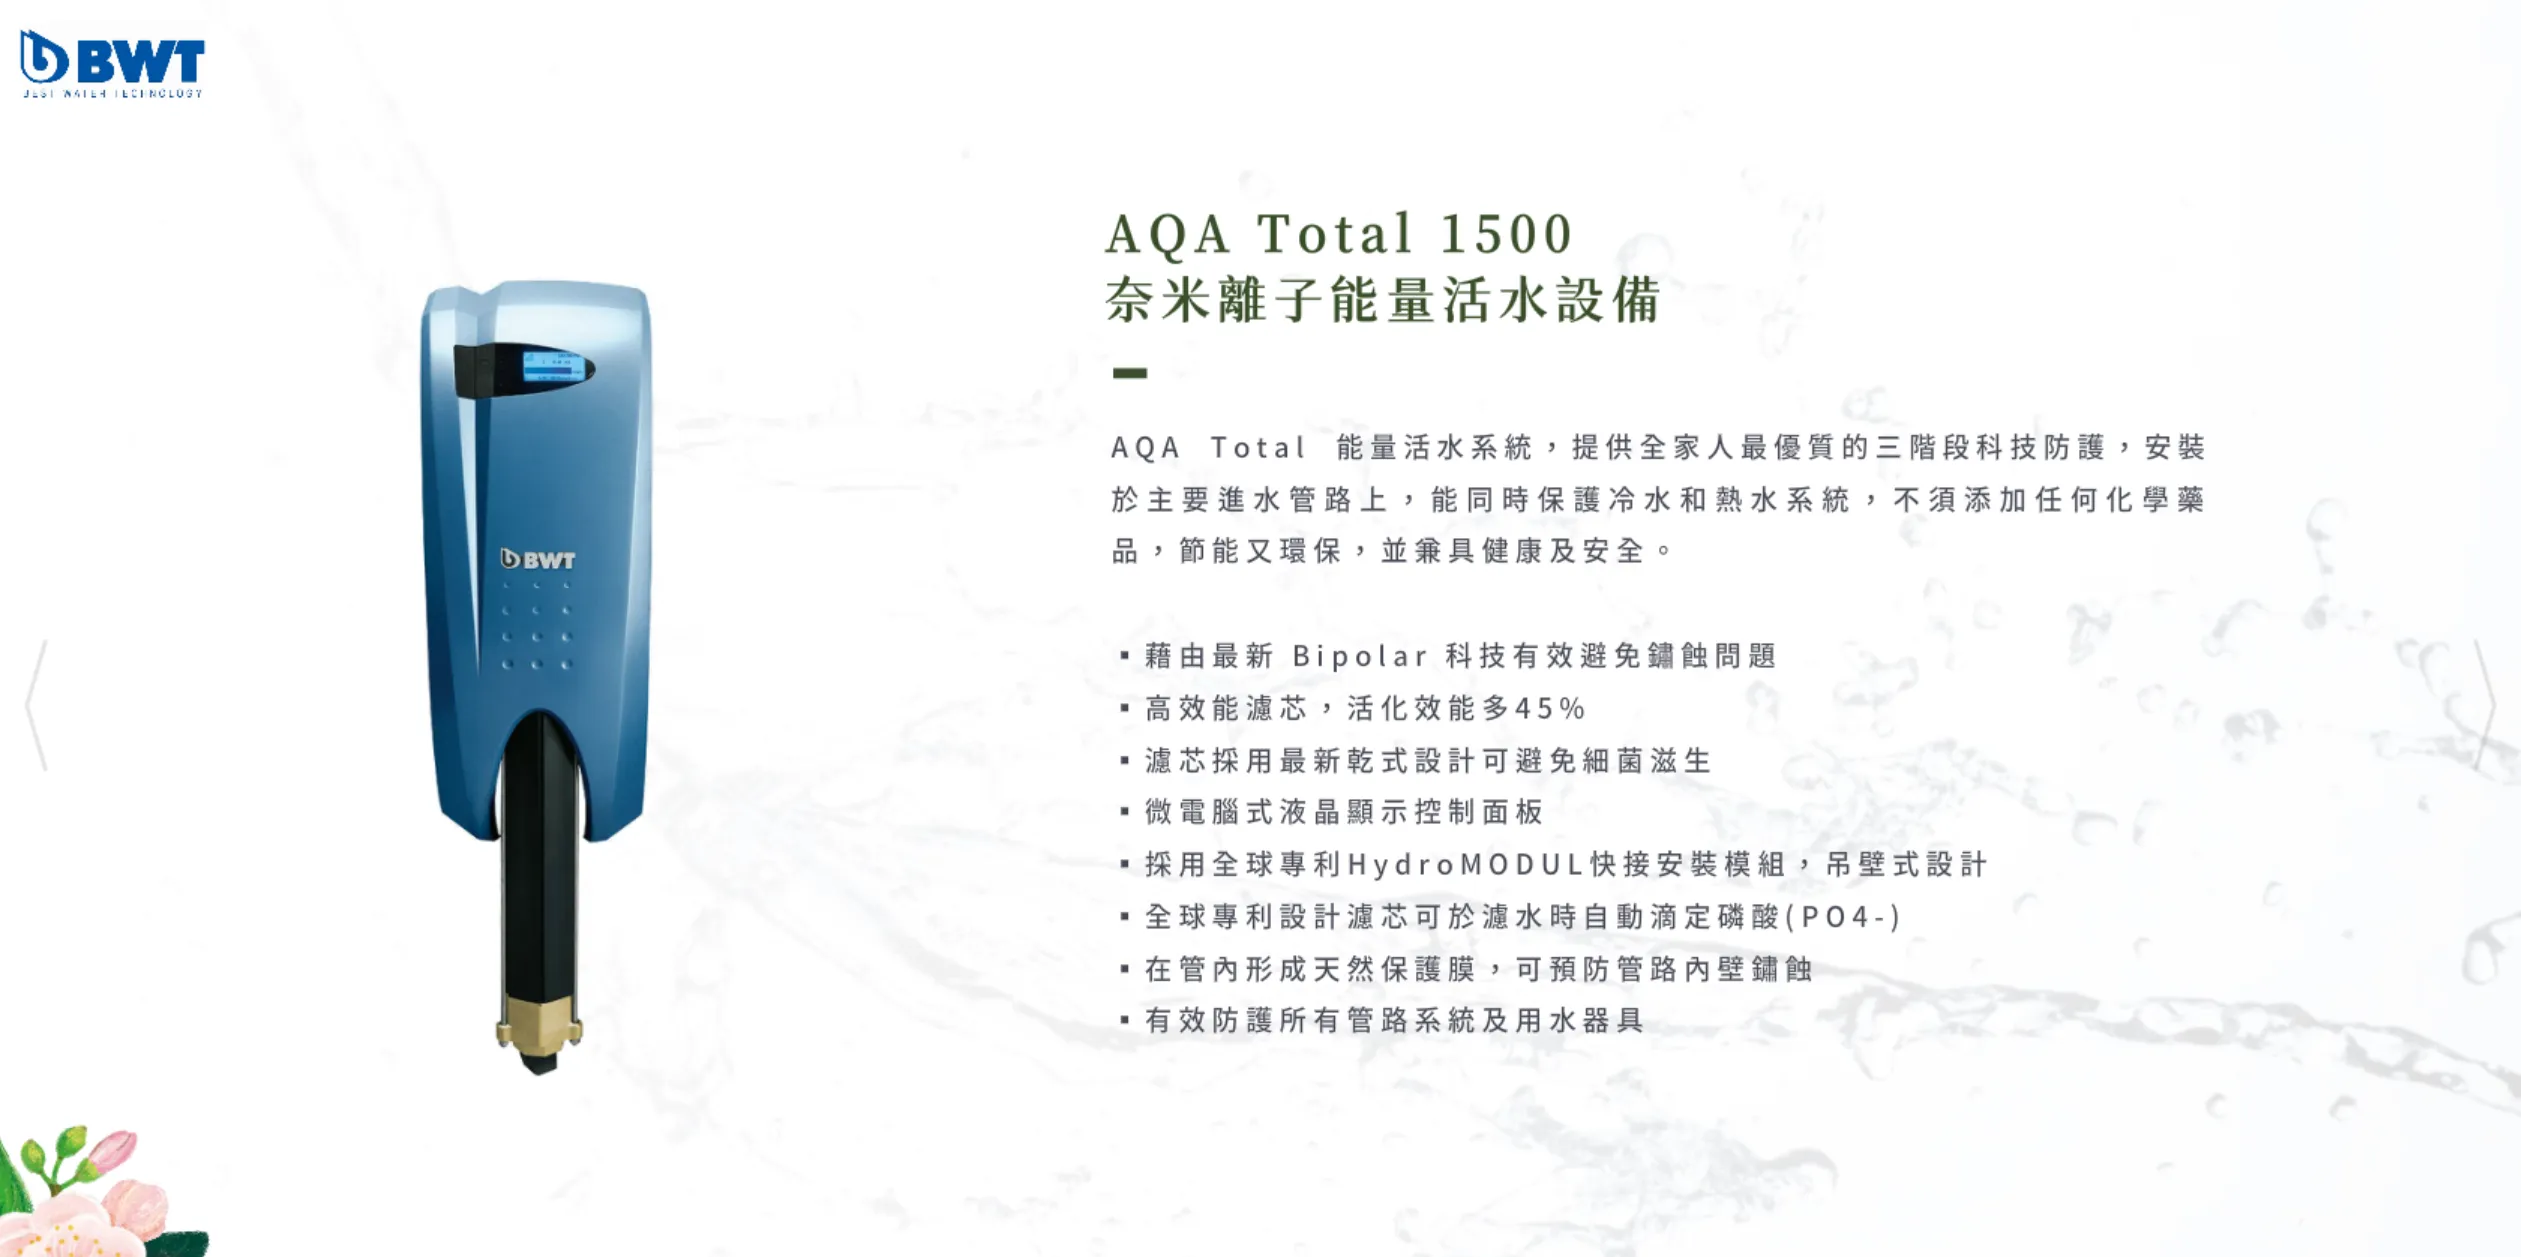 BWT
BEST WATER TECHNOLOGY
AQA Total 1500
奈米離子能量活水設備
AQA Total 能量活水系統，提供全家人最優質的三階段科技防護，安裝
於主要進水管路上，能同時保護冷水和熱水系統，不須添加任何化學藥
品，節能又環保，並兼具健康及安全。
BWT
▪ 藉由最新 Bipolar 科技有效避免鏽蝕問題
▪ 高效能濾芯，活化效能多45%
▪ 濾芯採用最新乾式設計可避免細菌滋生
▪ 微電腦式液晶顯示控制面板
▪ 採用全球專利HydroMODUL快接安裝模組，吊壁式設計
▪ 全球專利設計濾芯可於濾水時自動滴定磷酸(PO4-)
▪ 在管內形成天然保護膜，可預防管路內壁鏽蝕
▪ 有效防護所有管路系統及用水器具